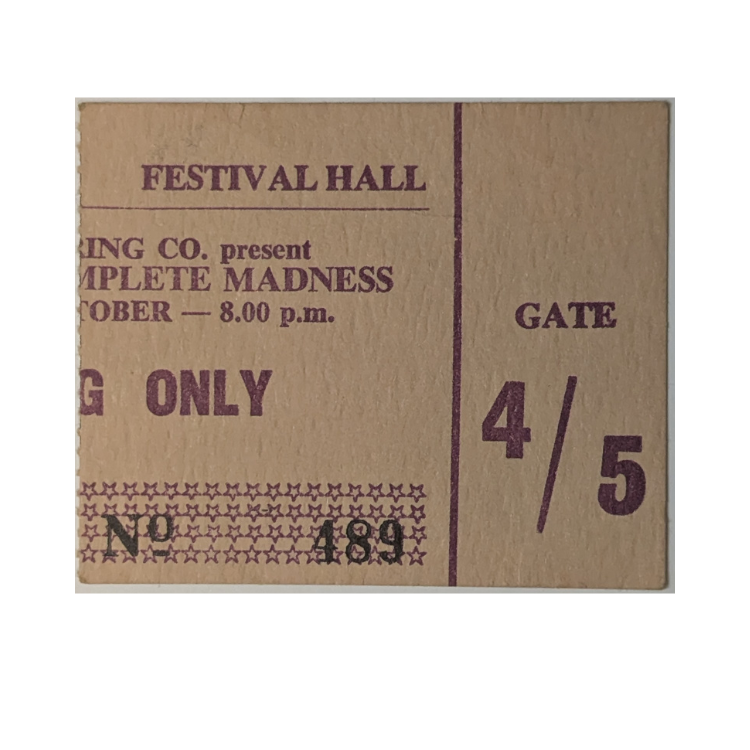 FESTIVAL HALL
RING CO. present
MPLETE MADNESS
TOBER — 8.00 p.m.
G ONLY
Nº 489
GATE
4/5